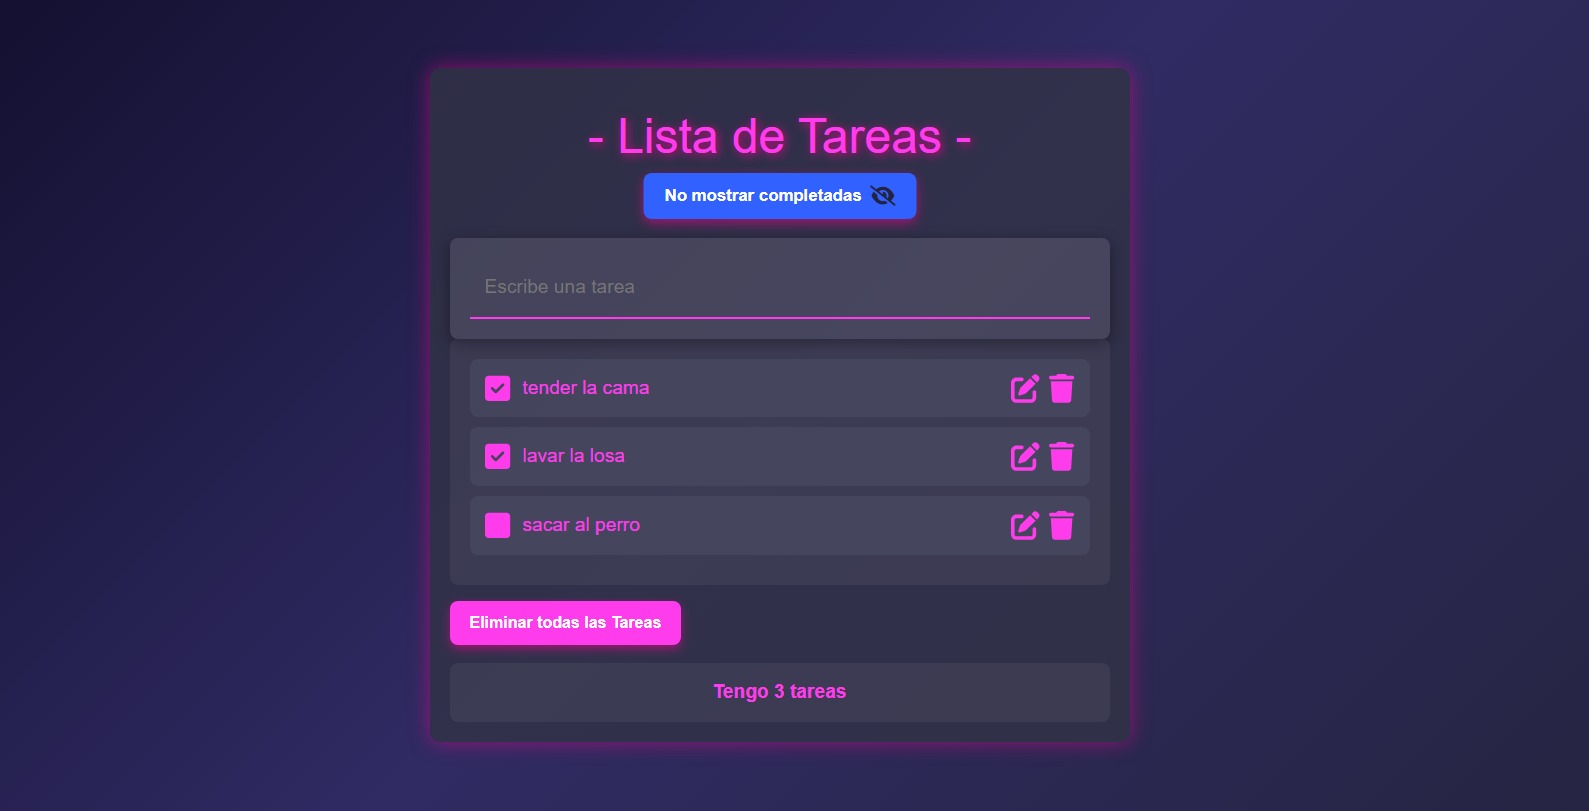 - Lista de Tareas -
No mostrar completadas
Escribe una tarea
tender la cama
lavar la losa
sacar al perro
Eliminar todas las Tareas
Tengo 3 tareas